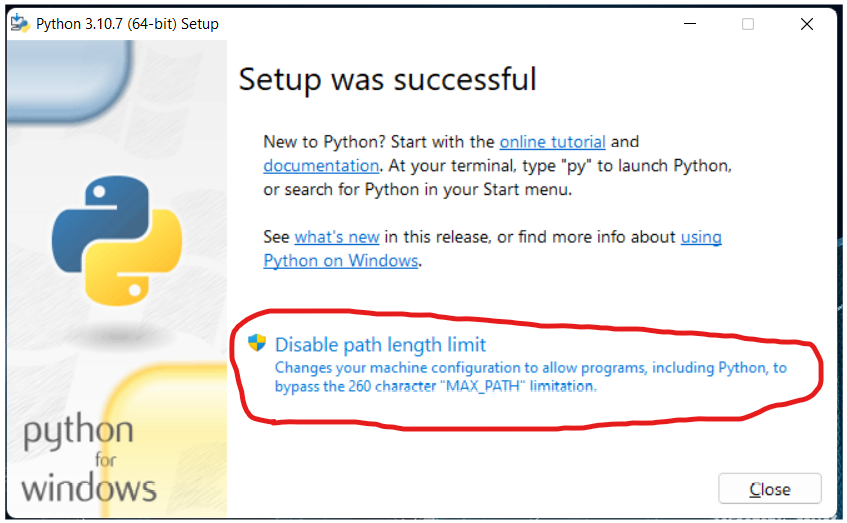 Python 3.10.7 (64-bit) Setup
Setup was successful
New to Python? Start with the online tutorial and
documentation. At your terminal, type "py" to launch Python,
or search for Python in your Start menu.
See what's new in this release, or find more info about using
Python on Windows.
Disable path length limit
Changes your machine configuration to allow programs, including Python, to
bypass the 260 character "MAX_PATH" limitation.
python
for
windows
Close